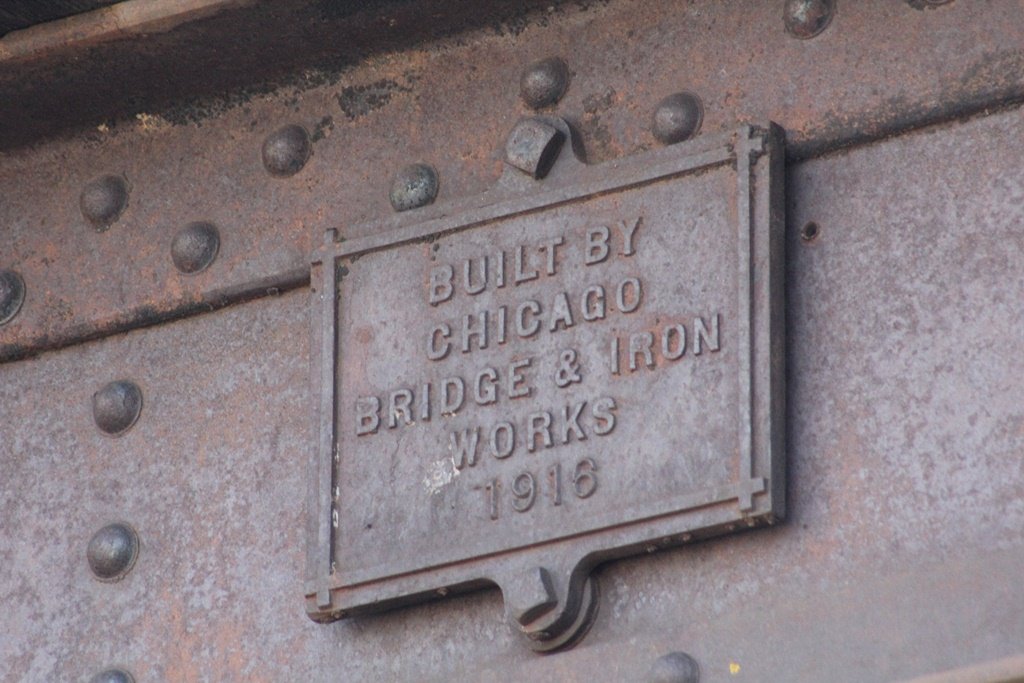 BUILT BY
CHICAGO
BRIDGE & IRON
WORKS
1916